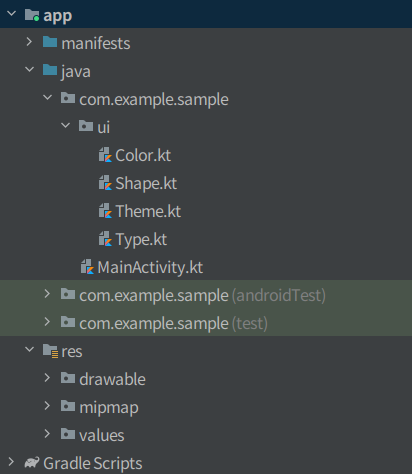 app
manifests
java
com.example.sample
ui
Color.kt
Shape.kt
Theme.kt
Type.kt
MainActivity.kt
com.example.sample (androidTest)
com.example.sample (test)
res
drawable
mipmap
values
Gradle Scripts